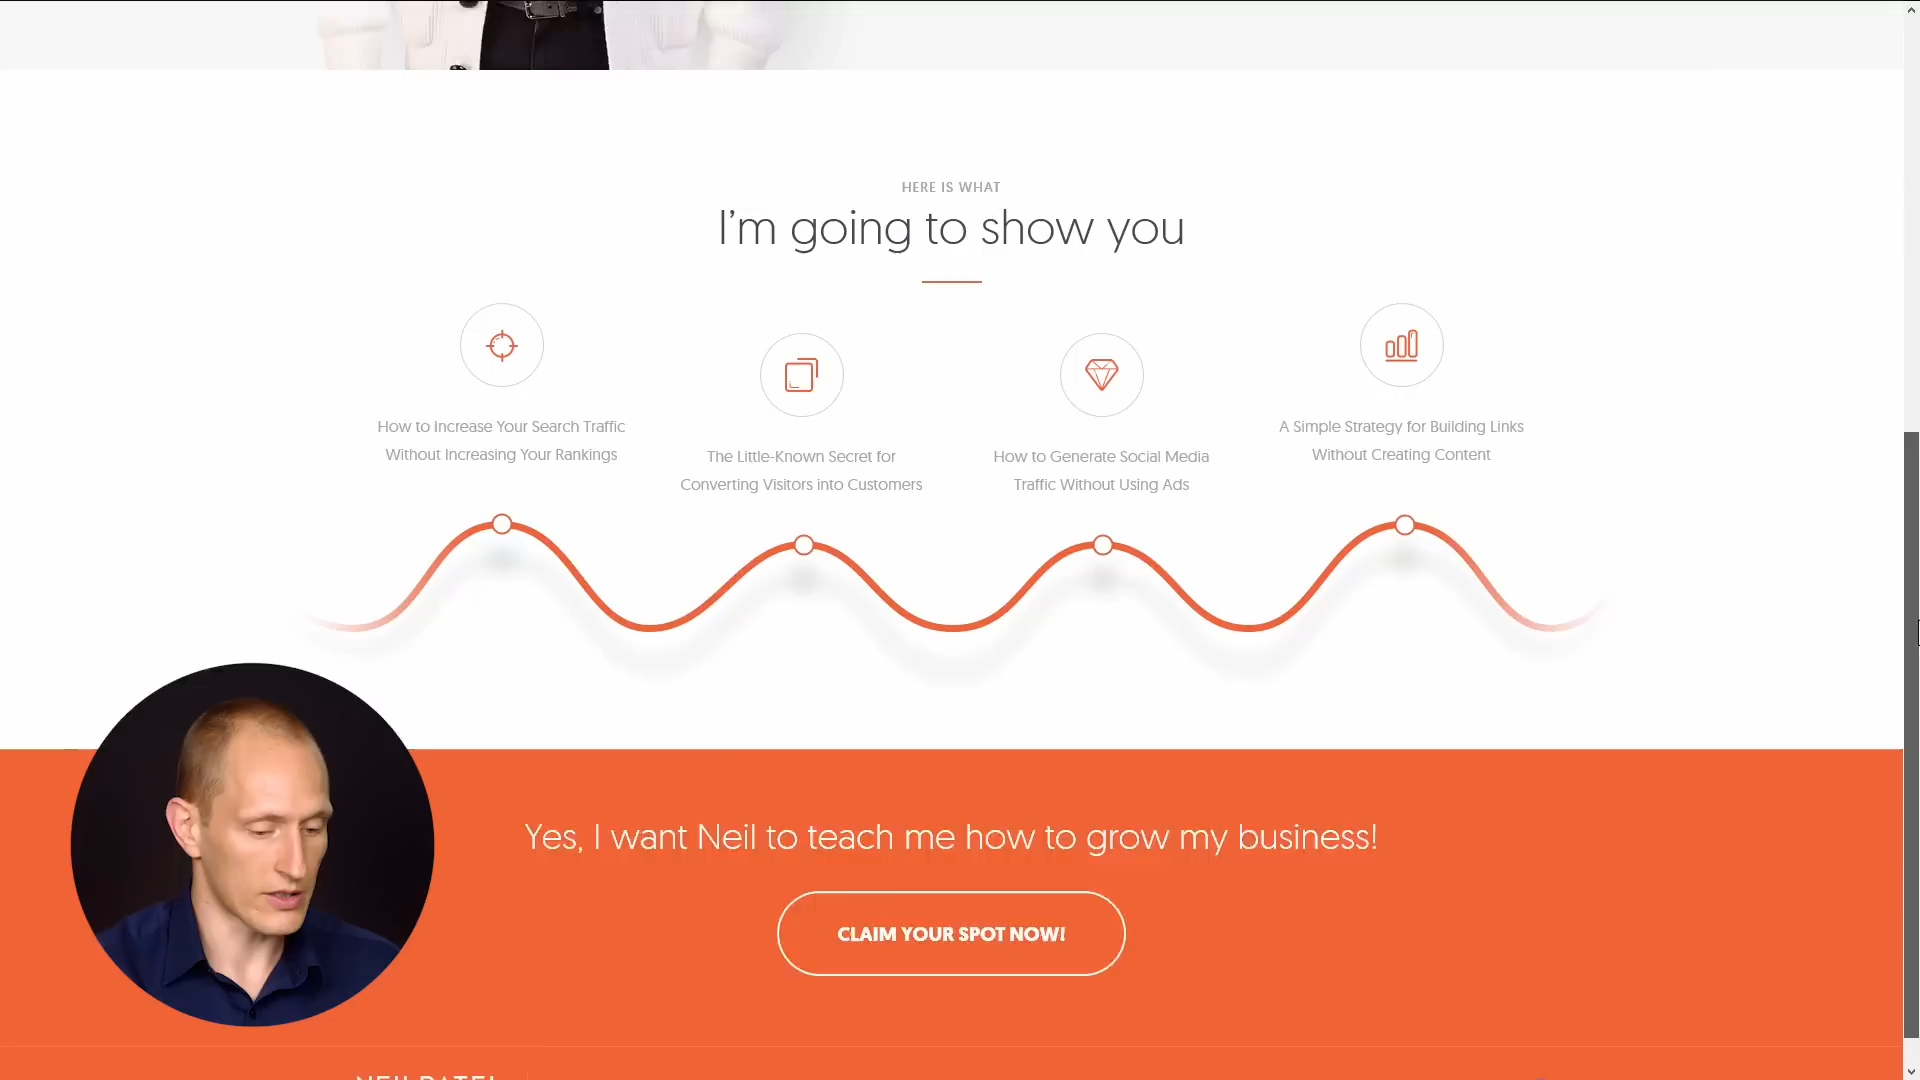 HERE IS WHAT
I'm going to show you
How to Increase Your Search Traffic
Without Increasing Your Rankings
The Little-Known Secret for
Converting Visitors into Customers
How to Generate Social Media
Traffic Without Using Ads
A Simple Strategy for Building Links
Without Creating Content
Yes, I want Neil to teach me how to grow my business!
CLAIM YOUR SPOT NOW!
NEIL PATEL